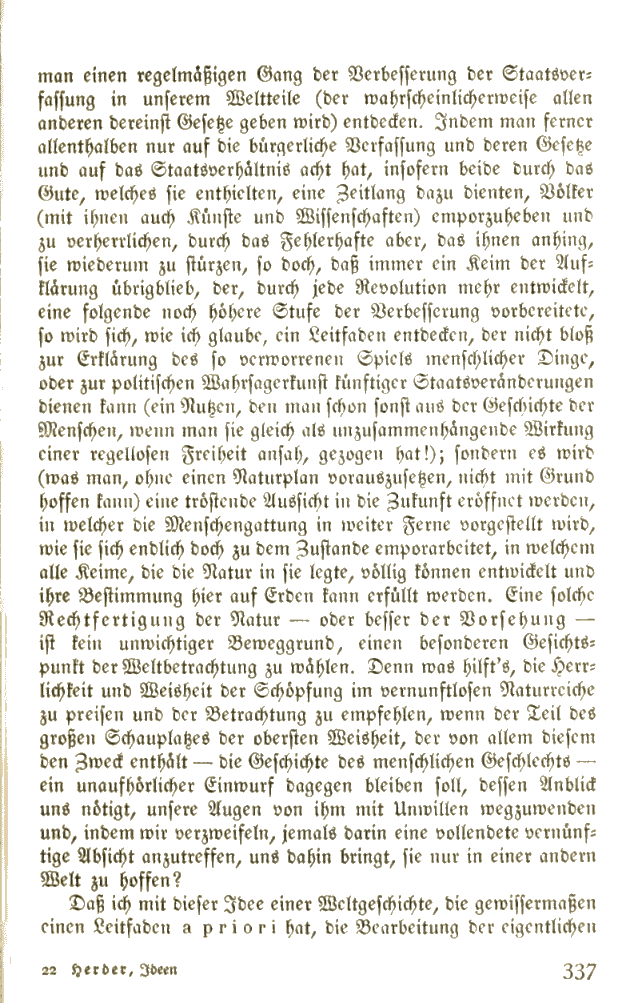 man einen regelmäßigen Gang der Verbesserung der Staatsver-
fassung in unserem Weltteile (der wahrscheinlicherweise allen
anderen dereinst Gesetze geben wird) entdecken. Indem man ferner
allenthalben nur auf die bürgerliche Verfassung und deren Gesetze
und auf das Staatsverhältnis acht hat, insofern beide durch das
Gute, welches sie enthielten, eine Zeitlang dazu dienten, Völker
(mit ihnen auch Künste und Wissenschaften) emporzuheben und
zu verherrlichen, durch das Fehlerhafte aber, das ihnen anhing,
sie wiederum zu stürzen, so doch, daß immer ein Keim der Auf-
klärung übrigblieb, der, durch jede Revolution mehr entwickelt,
eine folgende noch höhere Stufe der Verbesserung vorbereitete,
so wird sich, wie ich glaube, ein Leitfaden entdecken, der nicht bloß
zur Erklärung des so verworrenen Spiels menschlicher Dinge,
oder zur politischen Wahrsagerkunst künftiger Staatsveränderungen
dienen kann (ein Nutzen, den man schon sonst aus der Geschichte der
Menschen, wenn man sie gleich als unzusammenhängende Wirkung
einer regellosen Freiheit ansah, gezogen hat!); sondern es wird
(was man, ohne einen Naturplan vorauszusetzen, nicht mit Grund
hoffen kann) eine tröstende Aussicht in die Zukunft eröffnet werden,
in welcher die Menschengattung in weiter Ferne vorgestellt wird,
wie sie sich endlich doch zu dem Zustande emporarbeitet, in welchem
alle Keime, die die Natur in sie legte, völlig können entwickelt und
ihre Bestimmung hier auf Erden kann erfüllt werden. Eine solche
Rechtfertigung der Natur — oder besser der Vorsehung —
ist kein unwichtiger Beweggrund, einen besonderen Gesichts-
punkt der Weltbetrachtung zu wählen. Denn was hilft's, die Herr-
lichkeit und Weisheit der Schöpfung im vernunftlosen Naturreiche
zu preisen und der Betrachtung zu empfehlen, wenn der Teil des
großen Schauplatzes der obersten Weisheit, der von allem diesem
den Zweck enthält — die Geschichte des menschlichen Geschlechts —
ein unaufhörlicher Einwurf dagegen bleiben soll, dessen Anblick
uns nötigt, unsere Augen von ihm mit Unwillen wegzuwenden
und, indem wir verzweifeln, jemals darin eine vollendete vernünf-
tige Absicht anzutreffen, uns dahin bringt, sie nur in einer andern
Welt zu hoffen?
Daß ich mit dieser Idee einer Weltgeschichte, die gewissermaßen
einen Leitfaden a priori hat, die Bearbeitung der eigentlichen
22 Herder, Ideen
337